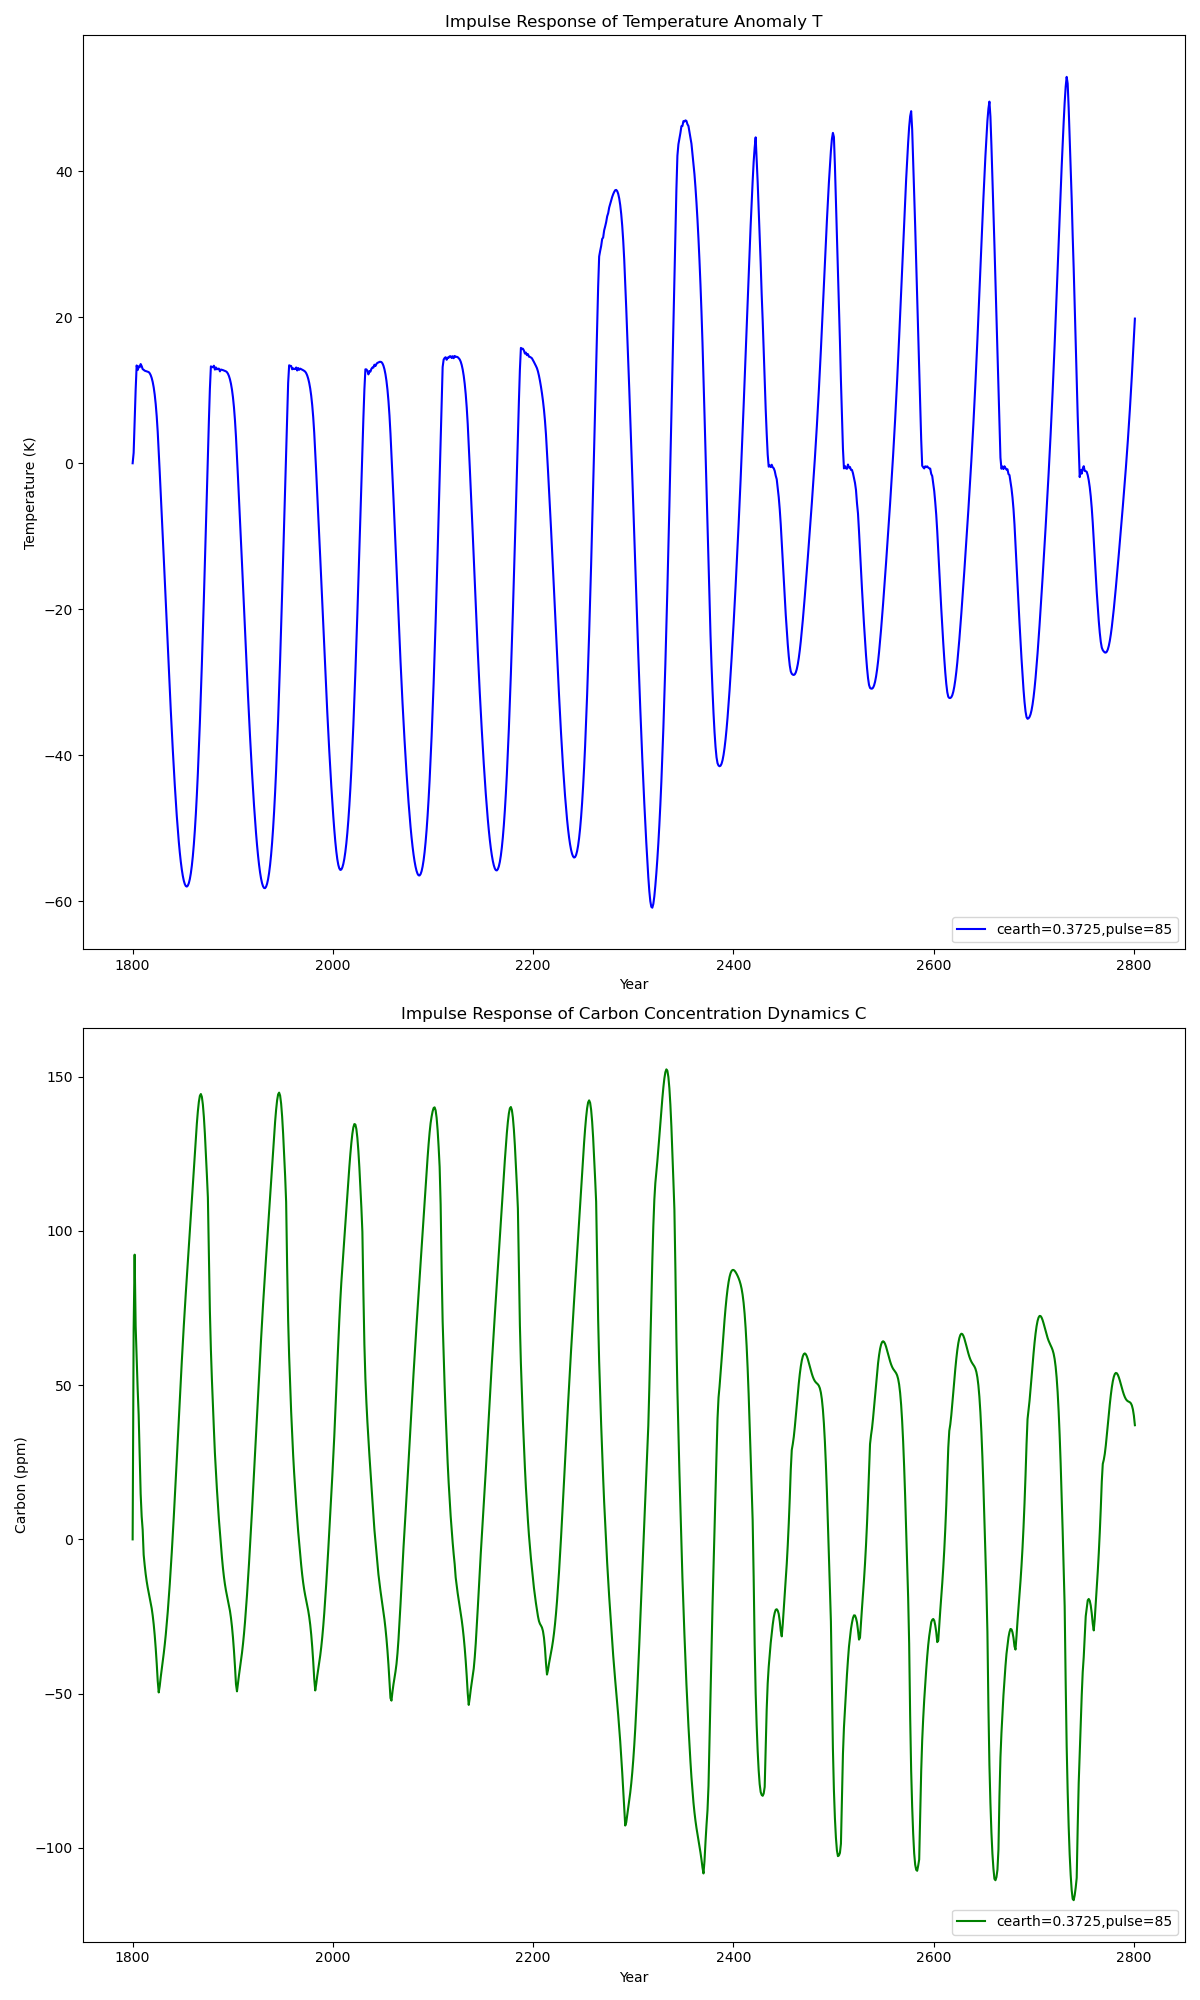 Impulse Response of Temperature Anomaly T
Temperature (K)
40
20
0
−20
−40
−60
cearth=0.3725,pulse=85
1800 2000 2200 2400 2600 2800
Year
Impulse Response of Carbon Concentration Dynamics C
Carbon (ppm)
150
100
50
0
−50
−100
cearth=0.3725,pulse=85
1800 2000 2200 2400 2600 2800
Year